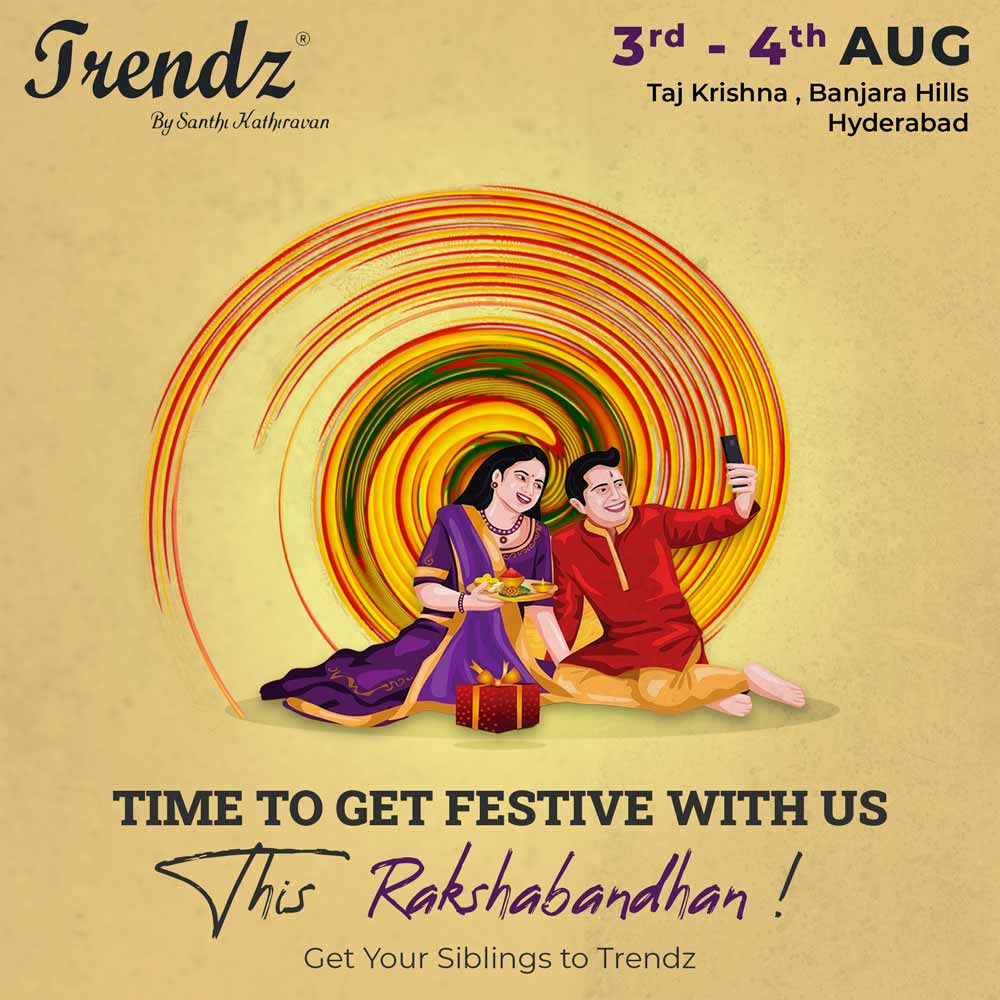 Trendz®
By Santhi Kathiravan
3rd - 4th AUG
Taj Krishna , Banjara Hills
Hyderabad
TIME TO GET FESTIVE WITH US
This Rakshabandhan !
Get Your Siblings to Trendz